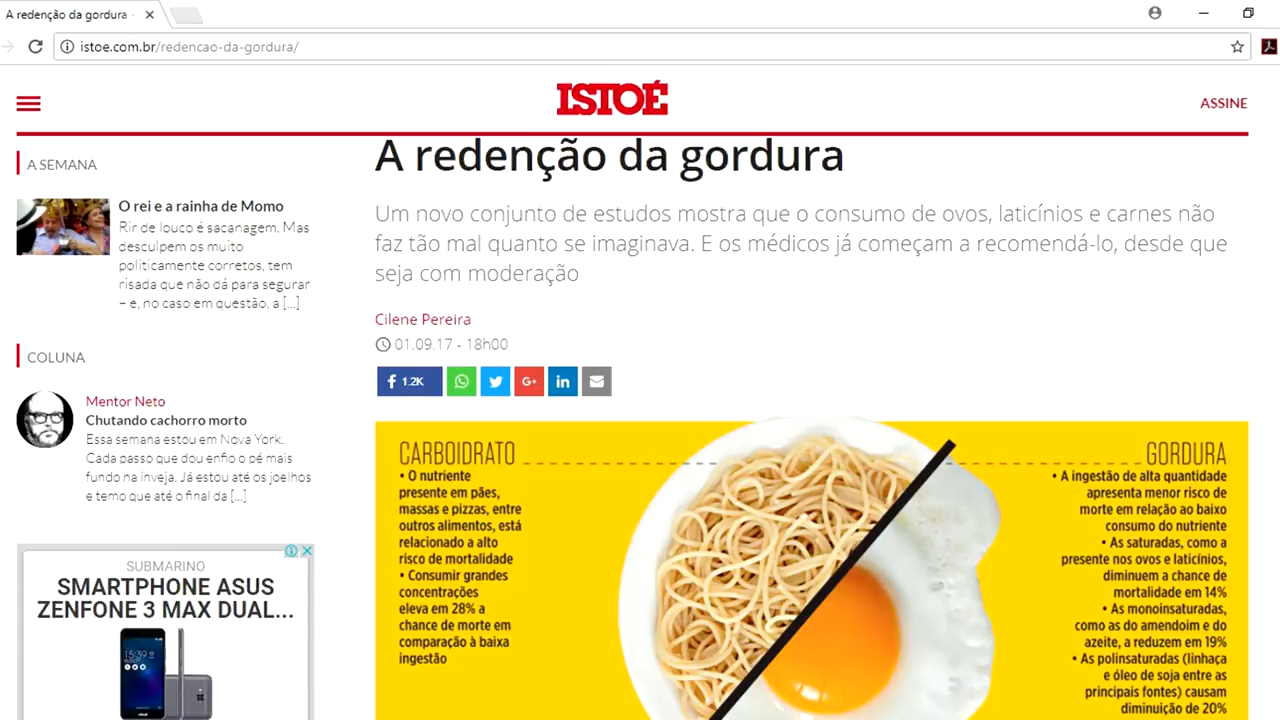 A redenção da gordura -
istoe.com.br/redencao-da-gordura/
ISTOÉ
ASSINE
A SEMANA
O rei e a rainha de Momo
Rir de louco é sacanagem. Mas
desculpem os muito
politicamente corretos, tem
risada que não dá para segurar
– e, no caso em questão, a [...]
COLUNA
Mentor Neto
Chutando cachorro morto
Essa semana estou em Nova York.
Cada passo que dou enfio o pé mais
fundo na inveja. Já estou até os joelhos
e temo que até o final da [...]
SUBMARINO
SMARTPHONE ASUS
ZENFONE 3 MAX DUAL...
15:39
A redenção da gordura
Um novo conjunto de estudos mostra que o consumo de ovos, laticínios e carnes não
faz tão mal quanto se imaginava. E os médicos já começam a recomendá-lo, desde que
seja com moderação
Cilene Pereira
01.09.17 - 18h00
1.2K
CARBOIDRATO
• O nutriente
presente em pães,
massas e pizzas, entre
outros alimentos, está
relacionado a alto
risco de mortalidade
• Consumir grandes
concentrações
eleva em 28% a
chance de morte em
comparação à baixa
ingestão
GORDURA
• A ingestão de alta quantidade
apresenta menor risco de
morte em relação ao baixo
consumo do nutriente
• As saturadas, como a
presente nos ovos e laticínios,
diminuem a chance de
mortalidade em 14%
• As monoinsaturadas,
como as do amendoim e do
azeite, a reduzem em 19%
• As polinsaturadas (linhaça
e óleo de soja entre as
principais fontes) causam
diminuição de 20%